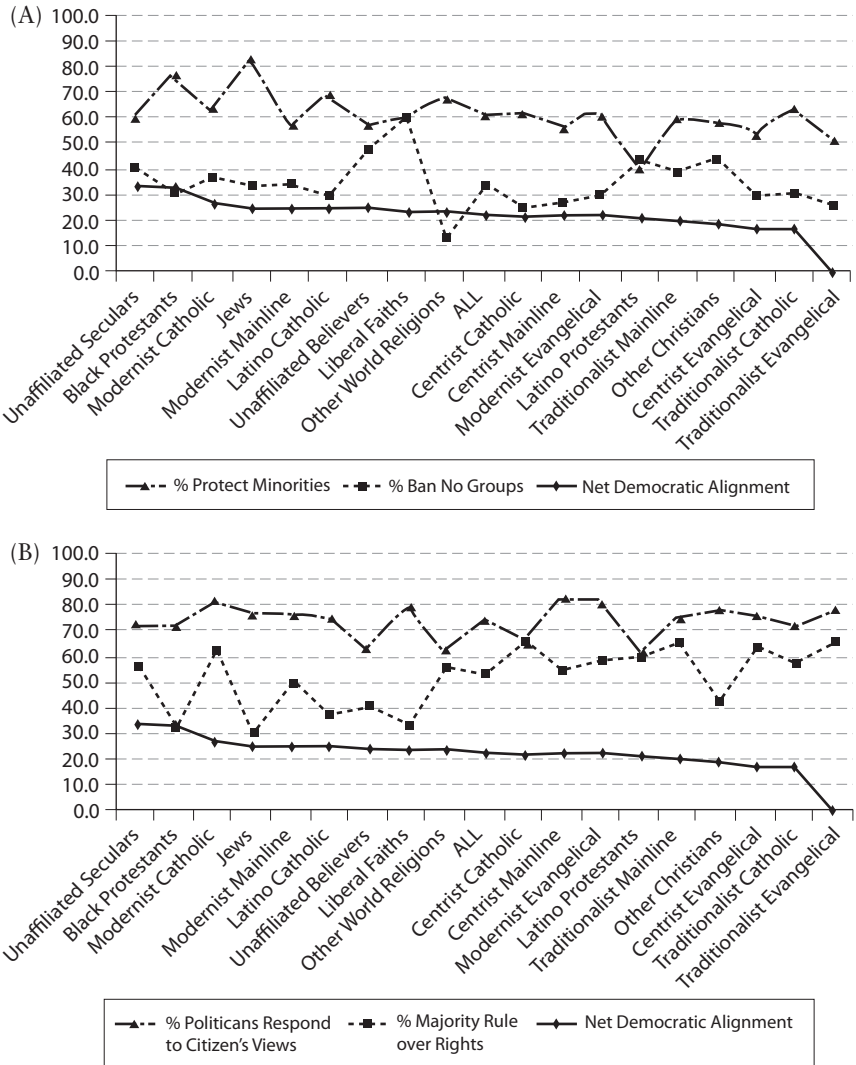 (A)
100.0
90.0
80.0
70.0
60.0
50.0
40.0
30.0
20.0
10.0
0.0
Unaffiliated Seculars
Black Protestants
Modernist Catholic
Jews
Modernist Mainline
Latino Catholic
Unaffiliated Believers
Liberal Faiths
Other World Religions
ALL
Centrist Catholic
Centrist Mainline
Modernist Evangelical
Latino Protestants
Traditionalist Mainline
Other Christians
Centrist Evangelical
Traditionalist Catholic
Traditionalist Evangelical
% Protect Minorities
% Ban No Groups
Net Democratic Alignment
(B)
100.0
90.0
80.0
70.0
60.0
50.0
40.0
30.0
20.0
10.0
0.0
Unaffiliated Seculars
Black Protestants
Modernist Catholic
Jews
Modernist Mainline
Latino Catholic
Unaffiliated Believers
Liberal Faiths
Other World Religions
ALL
Centrist Catholic
Centrist Mainline
Modernist Evangelical
Latino Protestants
Traditionalist Mainline
Other Christians
Centrist Evangelical
Traditionalist Catholic
Traditionalist Evangelical
% Politicans Respond
to Citizen's Views
% Majority Rule
over Rights
Net Democratic Alignment